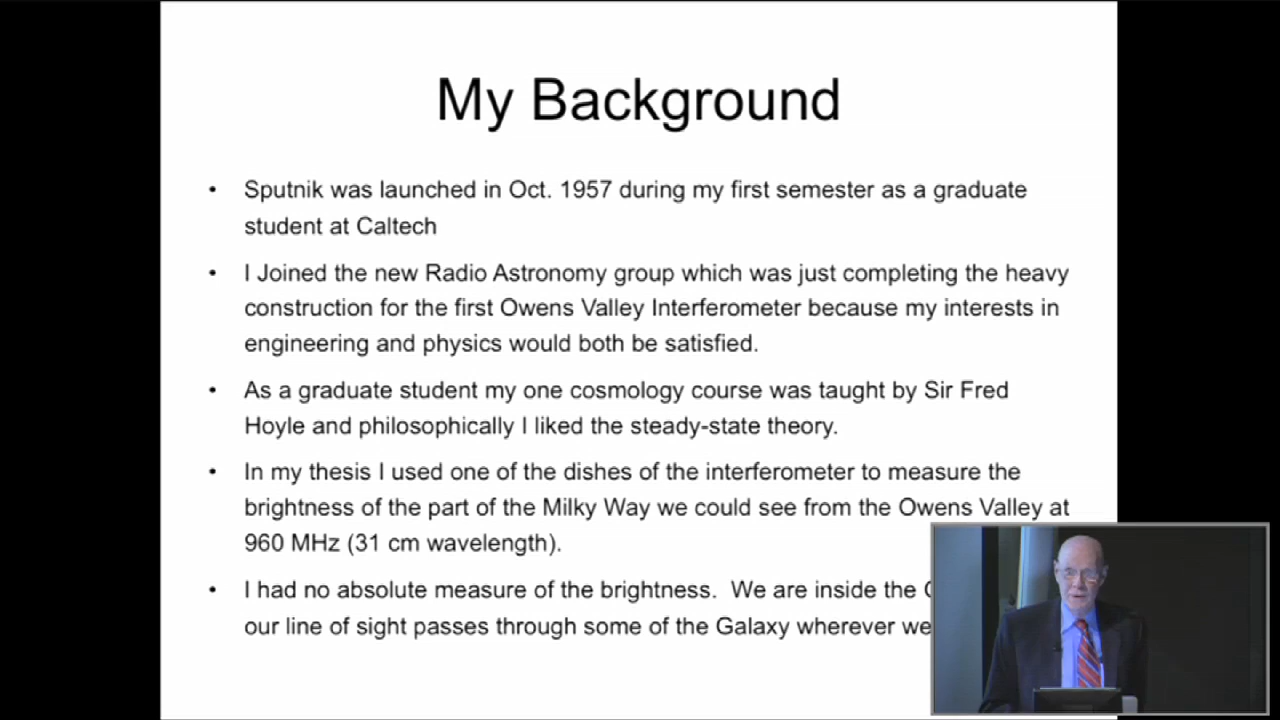 My Background
• Sputnik was launched in Oct. 1957 during my first semester as a graduate
student at Caltech
• I Joined the new Radio Astronomy group which was just completing the heavy
construction for the first Owens Valley Interferometer because my interests in
engineering and physics would both be satisfied.
• As a graduate student my one cosmology course was taught by Sir Fred
Hoyle and philosophically I liked the steady-state theory.
• In my thesis I used one of the dishes of the interferometer to measure the
brightness of the part of the Milky Way we could see from the Owens Valley at
960 MHz (31 cm wavelength).
• I had no absolute measure of the brightness.  We are inside the
our line of sight passes through some of the Galaxy wherever we